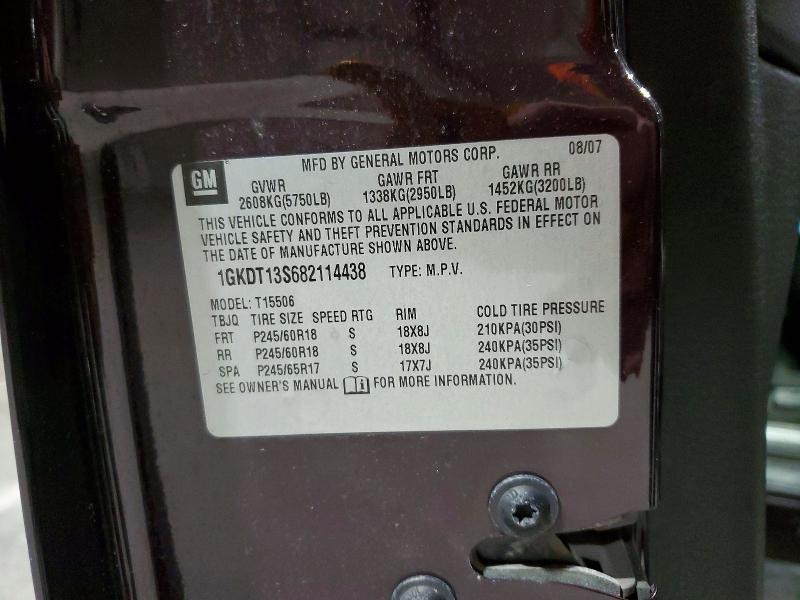 GM
MFD BY GENERAL MOTORS CORP. 08/07
GVWR GAWR FRT GAWR RR
2608KG(5750LB) 1338KG(2950LB) 1452KG(3200LB)
THIS VEHICLE CONFORMS TO ALL APPLICABLE U.S. FEDERAL MOTOR
VEHICLE SAFETY AND THEFT PREVENTION STANDARDS IN EFFECT ON
THE DATE OF MANUFACTURE SHOWN ABOVE.
1GKDT13S682114438 TYPE: M.P.V.
MODEL: T15506
TBJQ TIRE SIZE SPEED RTG RIM COLD TIRE PRESSURE
FRT P245/60R18 S 18X8J 210KPA(30PSI)
RR P245/60R18 S 18X8J 240KPA(35PSI)
SPA P245/65R17 S 17X7J 240KPA(35PSI)
SEE OWNER'S MANUAL i FOR MORE INFORMATION.